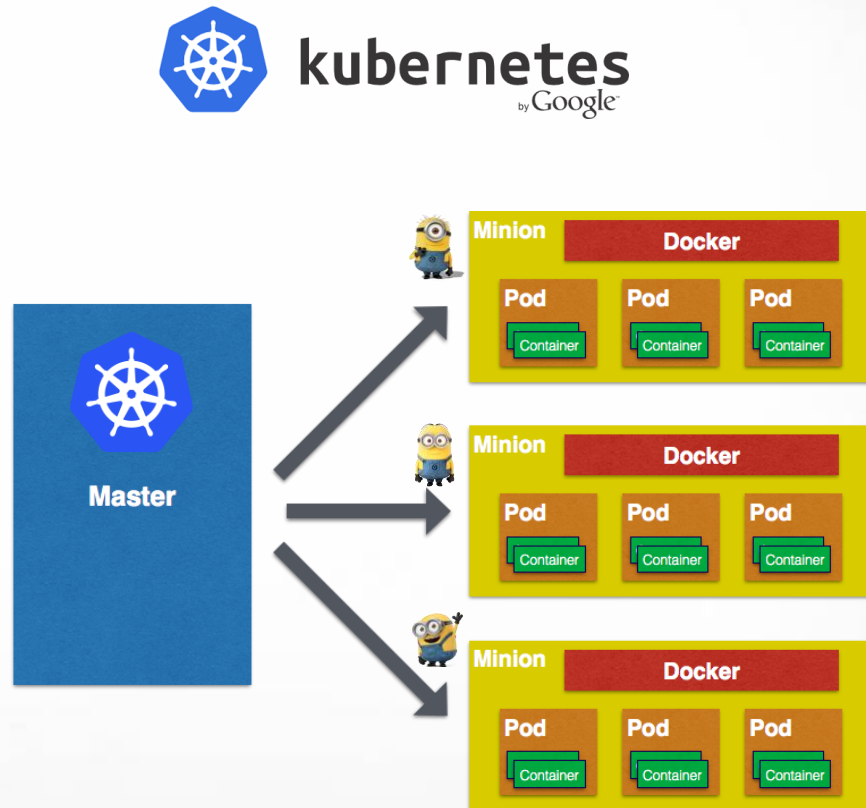 kubernetes
by Google™
Master
Minion
Docker
Pod
Pod
Pod
Container
Container
Container
Minion
Docker
Pod
Pod
Pod
Container
Container
Container
Minion
Docker
Pod
Pod
Pod
Container
Container
Container